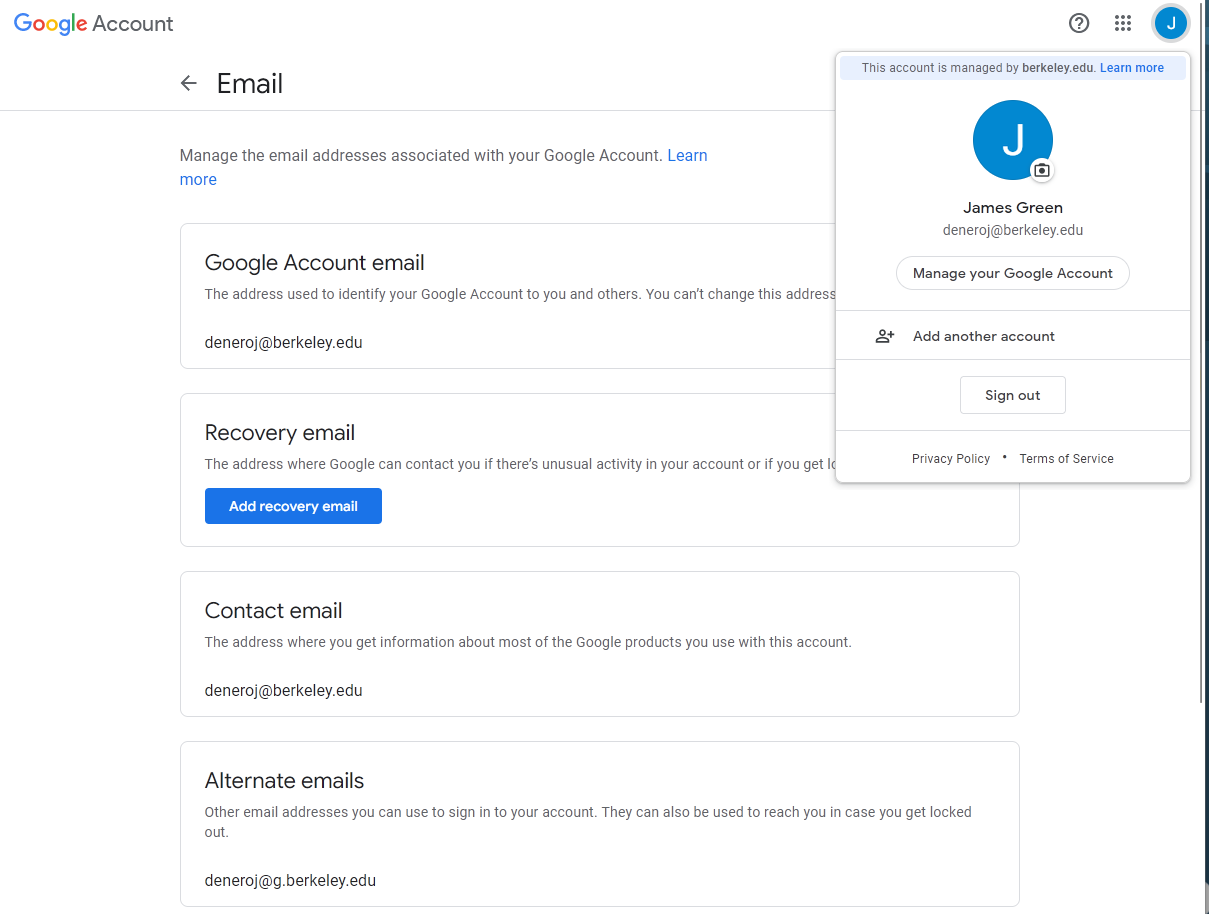 Google Account
J
Email
This account is managed by berkeley.edu. Learn more
J
James Green
deneroj@berkeley.edu
Manage your Google Account
Add another account
Sign out
Privacy Policy • Terms of Service
Manage the email addresses associated with your Google Account. Learn
more
Google Account email
The address used to identify your Google Account to you and others. You can’t change this address
deneroj@berkeley.edu
Recovery email
The address where Google can contact you if there’s unusual activity in your account or if you get
Add recovery email
Contact email
The address where you get information about most of the Google products you use with this account.
deneroj@berkeley.edu
Alternate emails
Other email addresses you can use to sign in to your account. They can also be used to reach you in case you get locked
out.
deneroj@g.berkeley.edu